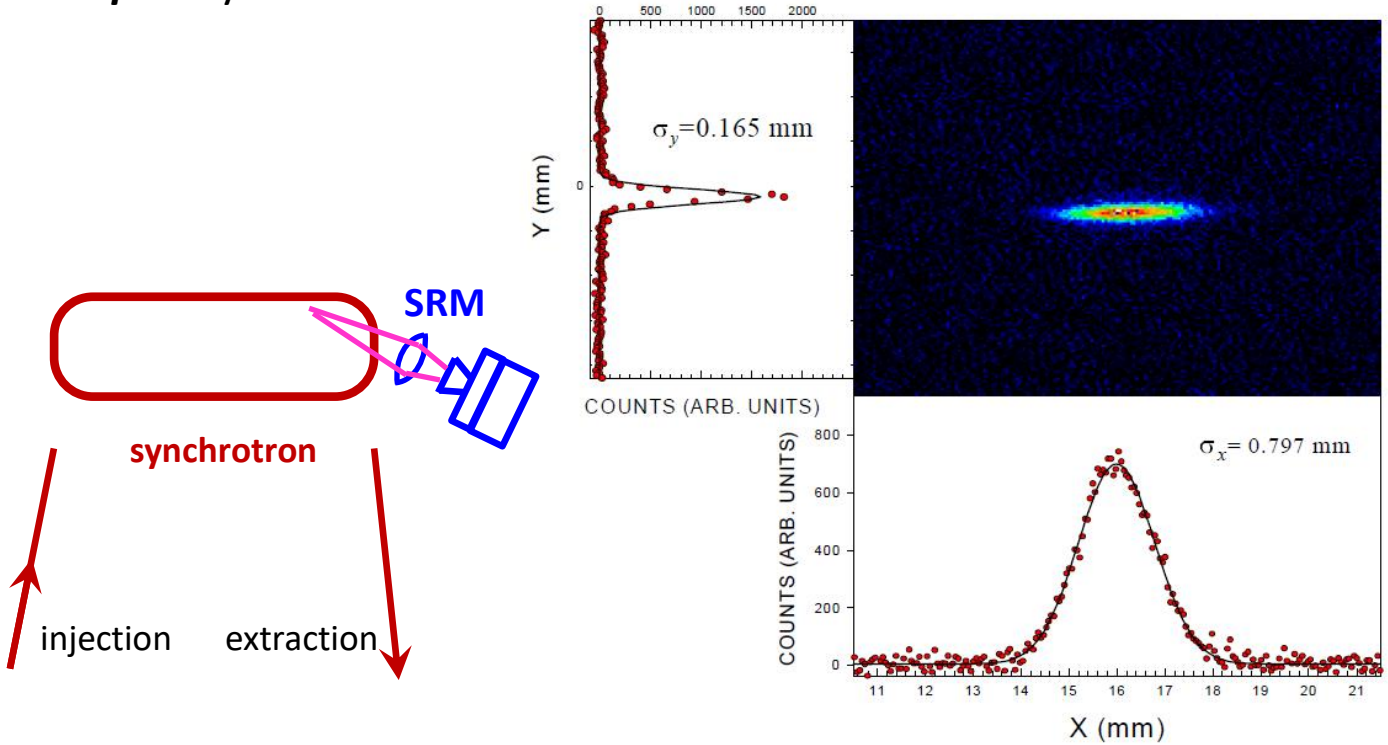 0 500 1000 1500 2000
σy=0.165 mm
Y (mm)
0
COUNTS (ARB. UNITS)
SRM
synchrotron
injection extraction
σx= 0.797 mm
COUNTS (ARB. UNITS)
800
600
400
200
0
11 12 13 14 15 16 17 18 19 20 21
X (mm)